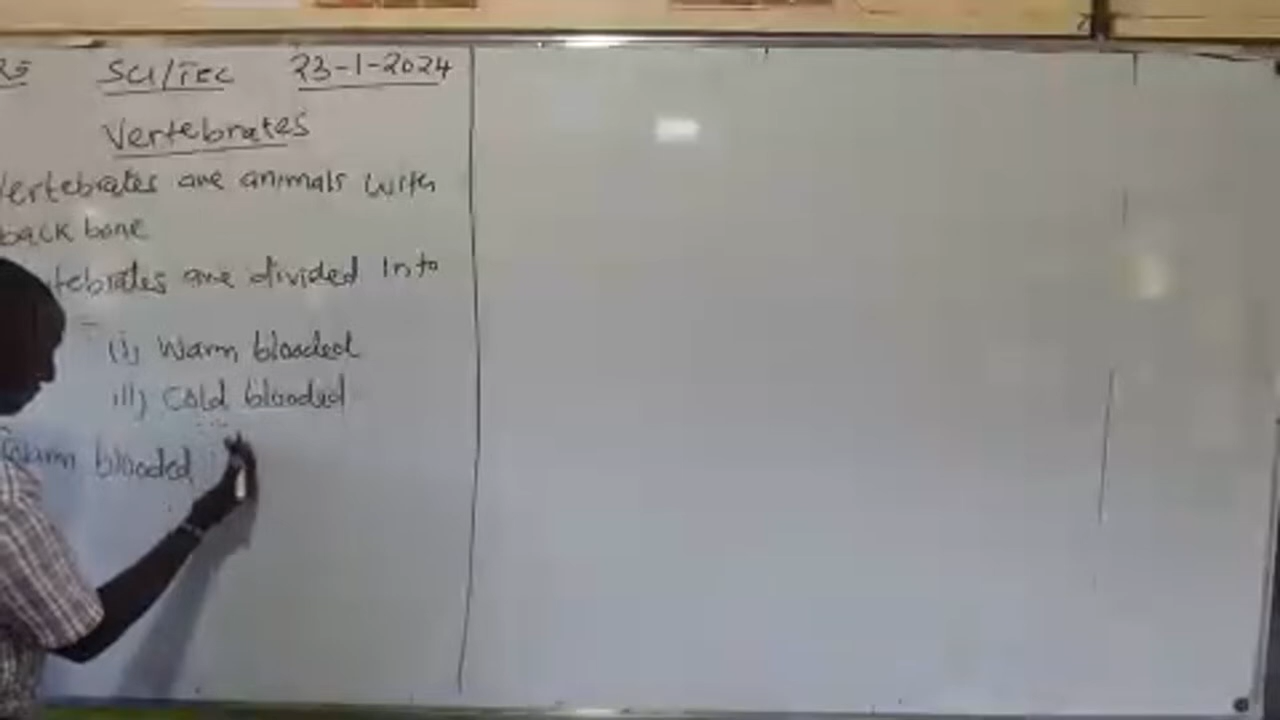 SCI/TEC 23-1-2024
Vertebrates
Vertebrates are animals with
back bone
tebrates are divided into
(i) Warm blooded
ii) Cold blooded
warm blooded